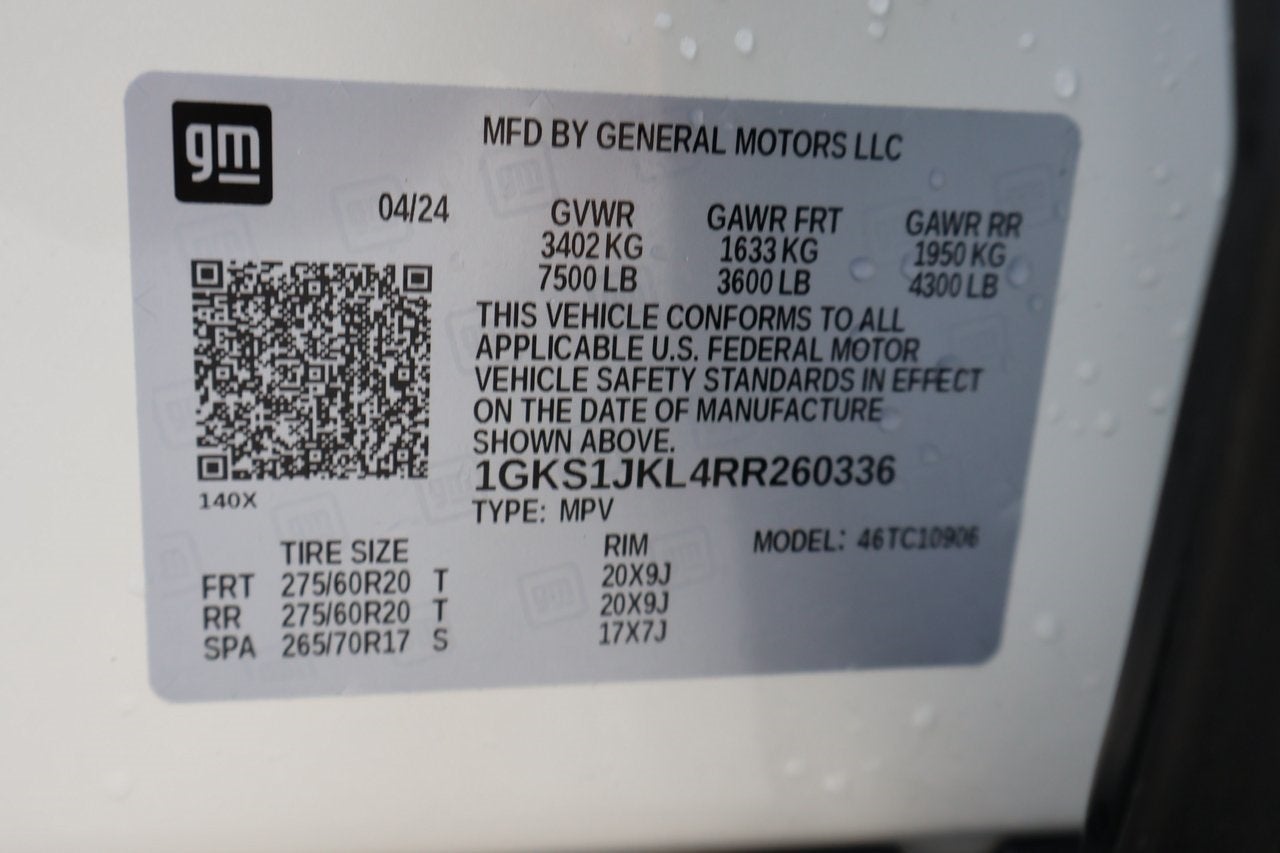 gm
MFD BY GENERAL MOTORS LLC
04/24 GVWR GAWR FRT GAWR RR
3402 KG 1633 KG 1950 KG
7500 LB 3600 LB 4300 LB
THIS VEHICLE CONFORMS TO ALL
APPLICABLE U.S. FEDERAL MOTOR
VEHICLE SAFETY STANDARDS IN EFFECT
ON THE DATE OF MANUFACTURE
SHOWN ABOVE.
1GKS1JKL4RR260336
140X
TYPE: MPV
TIRE SIZE RIM MODEL: 46TC10906
FRT 275/60R20 T 20X9J
RR 275/60R20 T 20X9J
SPA 265/70R17 S 17X7J